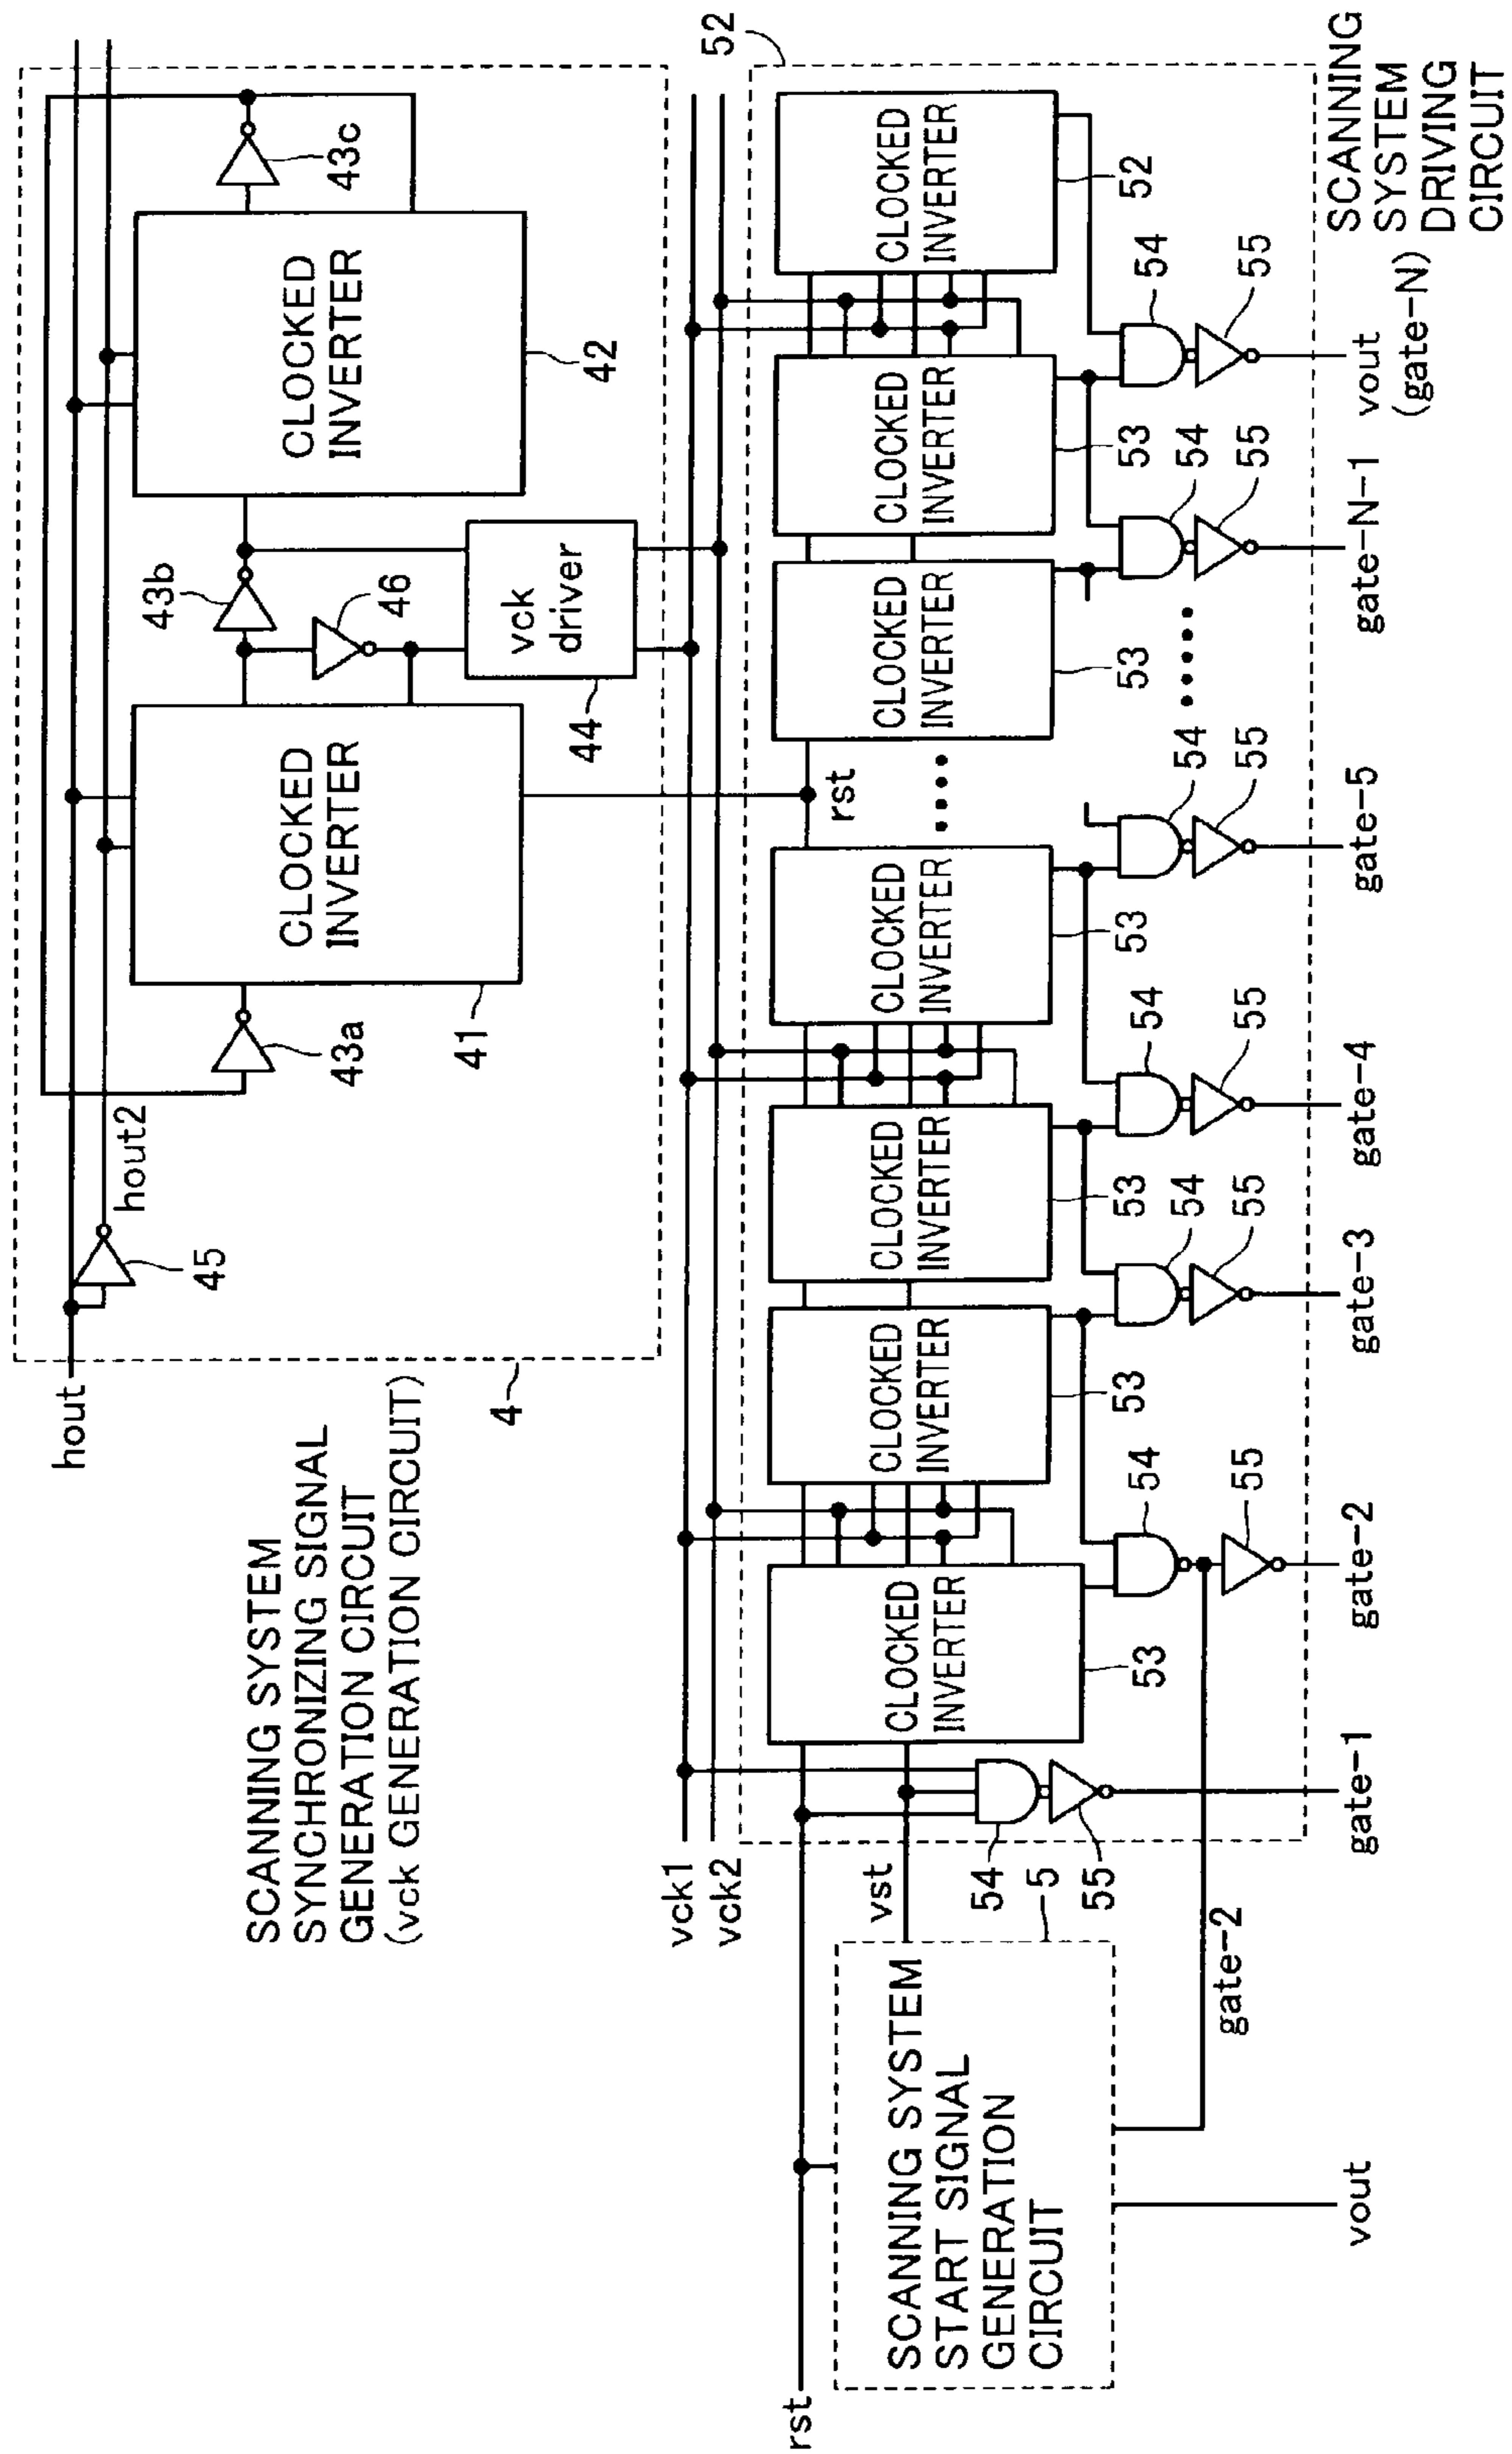 hout
hout2
45
43a
41
CLOCKED
INVERTER
43b
46
vck
driver
44
CLOCKED
INVERTER
42
43c
4
SCANNING SYSTEM
SYNCHRONIZING SIGNAL
GENERATION CIRCUIT
(vck GENERATION CIRCUIT)
vck1
vck2
52
rst
vst
SCANNING SYSTEM
START SIGNAL
GENERATION
CIRCUIT
5
54
55
gate-2
vout
CLOCKED
INVERTER
53
CLOCKED
INVERTER
53
CLOCKED
INVERTER
53
CLOCKED
INVERTER
53
rst
CLOCKED
INVERTER
53
CLOCKED
INVERTER
53
CLOCKED
INVERTER
52
54
55
54
55
54
55
54
55
54
55
54
55
gate-1
gate-2
gate-3
gate-4
gate-5
gate-N-1
vout
(gate-N)
SCANNING
SYSTEM
DRIVING
CIRCUIT